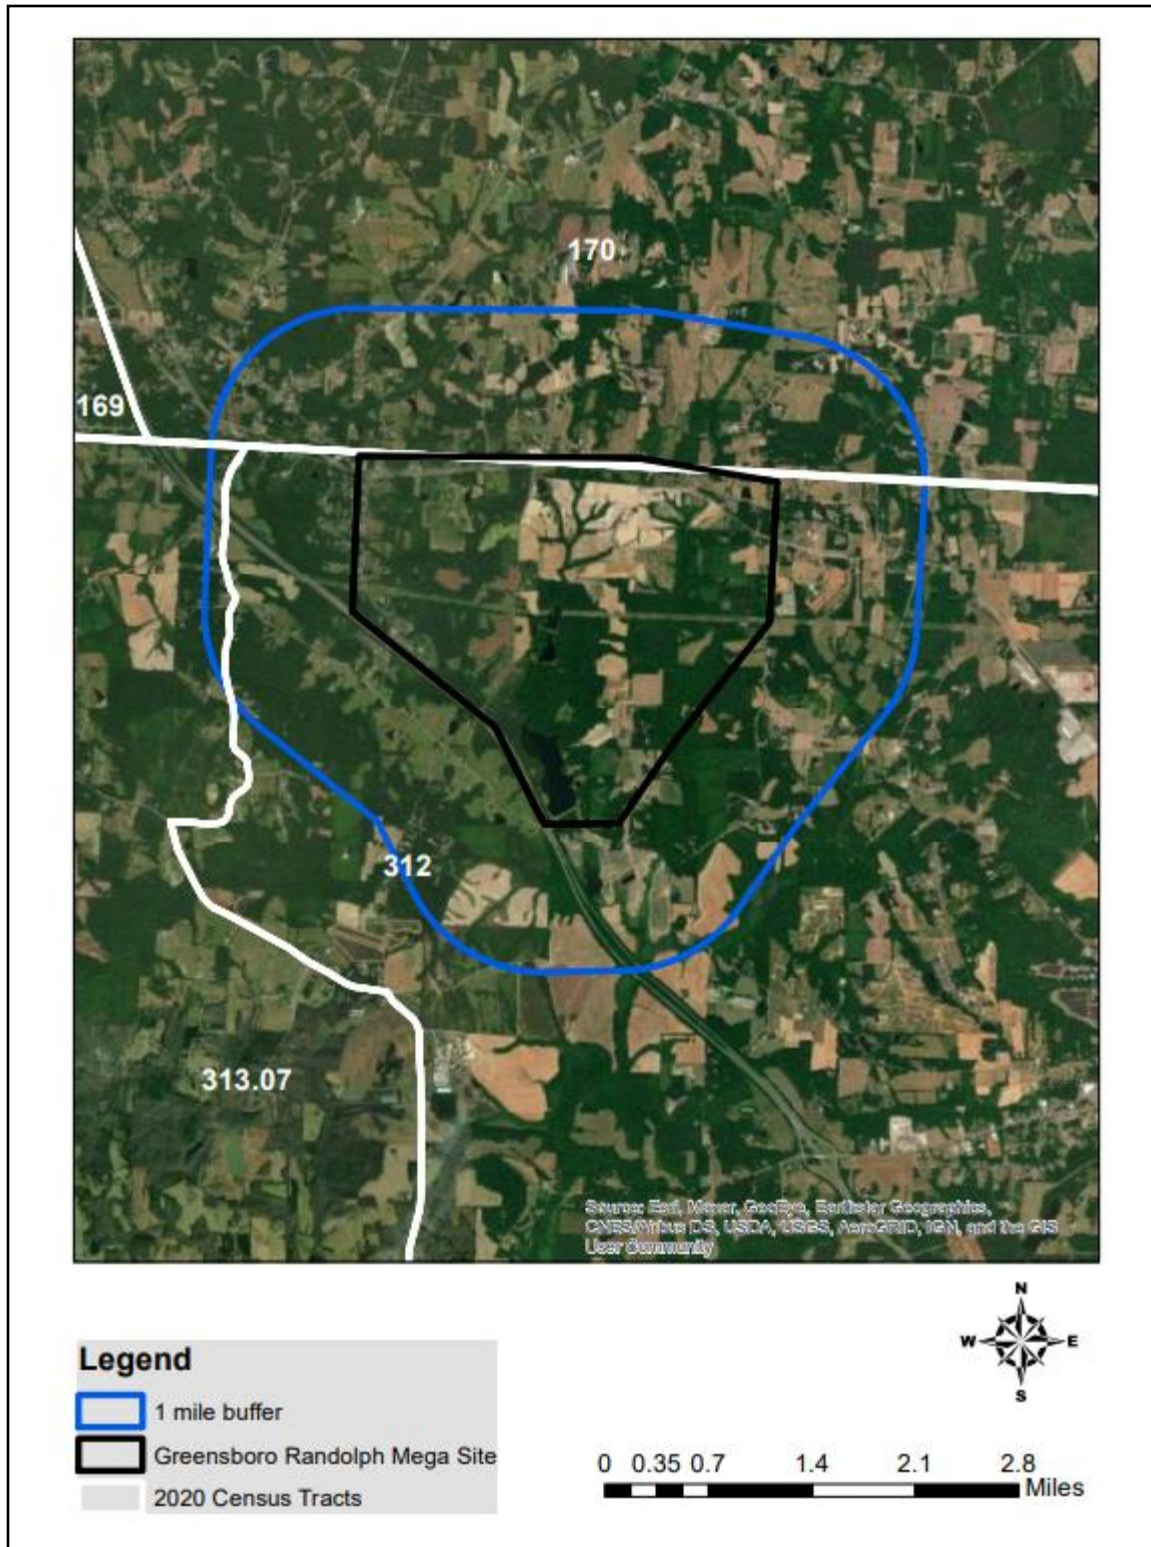 170
169
312
313.07
Source: Esri, Maxar, GeoEye, Earthstar Geographics,
CNES/Airbus DS, USDA, USGS, AeroGRID, IGN, and the GIS
User Community
N
W E
S
Legend
1 mile buffer
Greensboro Randolph Mega Site
2020 Census Tracts
0 0.35 0.7 1.4 2.1 2.8
Miles